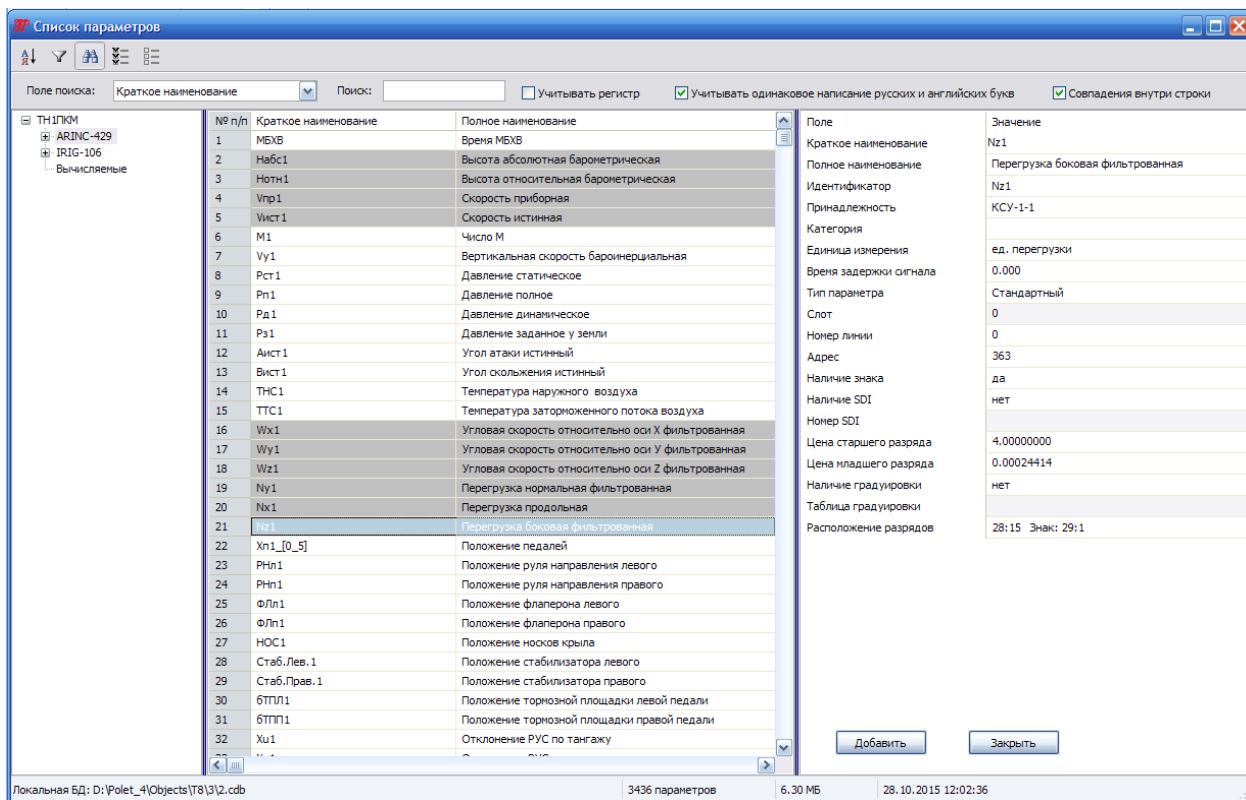 Список параметров
Поле поиска: Краткое наименование Поиск: Учитывать регистр Учитывать одинаковое написание русских и английских букв Совпадения внутри строки
ТН1ПКМ
ARINC-429
IRIG-106
Вычисляемые
№ п/п Краткое наименование Полное наименование
1 МБХВ Время МБХВ
2 Набс1 Высота абсолютная барометрическая
3 Нотн1 Высота относительная барометрическая
4 Vпр1 Скорость приборная
5 Vист1 Скорость истинная
6 М1 Число М
7 Vy1 Вертикальная скорость бароинерциальная
8 Рст1 Давление статическое
9 Рп1 Давление полное
10 Рд1 Давление динамическое
11 Рз1 Давление заданное у земли
12 Аист1 Угол атаки истинный
13 Вист1 Угол скольжения истинный
14 ТНС1 Температура наружного воздуха
15 ТТС1 Температура заторможенного потока воздуха
16 Wx1 Угловая скорость относительно оси X фильтрованная
17 Wy1 Угловая скорость относительно оси У фильтрованная
18 Wz1 Угловая скорость относительно оси Z фильтрованная
19 Ny1 Перегрузка нормальная фильтрованная
20 Nx1 Перегрузка продольная
21 Nz1 Перегрузка боковая фильтрованная
22 Хп1_[0_5] Положение педалей
23 РНл1 Положение руля направления левого
24 РНп1 Положение руля направления правого
25 ФЛл1 Положение флаперона левого
26 ФЛп1 Положение флаперона правого
27 НОС1 Положение носков крыла
28 Стаб.Лев.1 Положение стабилизатора левого
29 Стаб.Прав.1 Положение стабилизатора правого
30 бТПЛ1 Положение тормозной площадки левой педали
31 бТПП1 Положение тормозной площадки правой педали
32 Xu1 Отклонение РУС по тангажу
Поле Значение
Краткое наименование Nz1
Полное наименование Перегрузка боковая фильтрованная
Идентификатор Nz1
Принадлежность КСУ-1-1
Категория
Единица измерения ед. перегрузки
Время задержки сигнала 0.000
Тип параметра Стандартный
Слот 0
Номер линии 0
Адрес 363
Наличие знака да
Наличие SDI нет
Номер SDI
Цена старшего разряда 4.00000000
Цена младшего разряда 0.00024414
Наличие градуировки нет
Таблица градуировки
Расположение разрядов 28:15 Знак: 29:1
Добавить Закрыть
Локальная БД: D:\Polet_4\Objects\T8\3\2.cdb 3436 параметров 6.30 МБ 28.10.2015 12:02:36